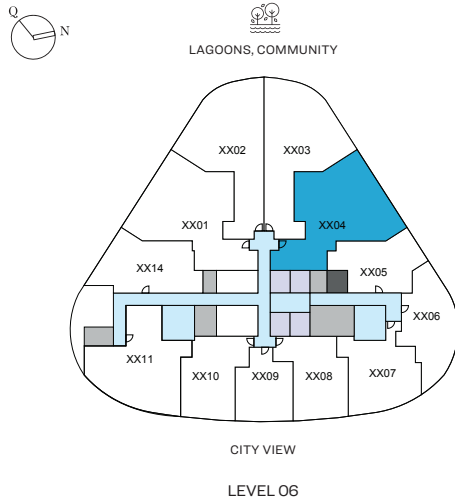 Q
N
LAGOONS, COMMUNITY
XX02
XX03
XX01
XX04
XX14
XX05
XX06
XX11
XX10
XX09
XX08
XX07
CITY VIEW
LEVEL 06